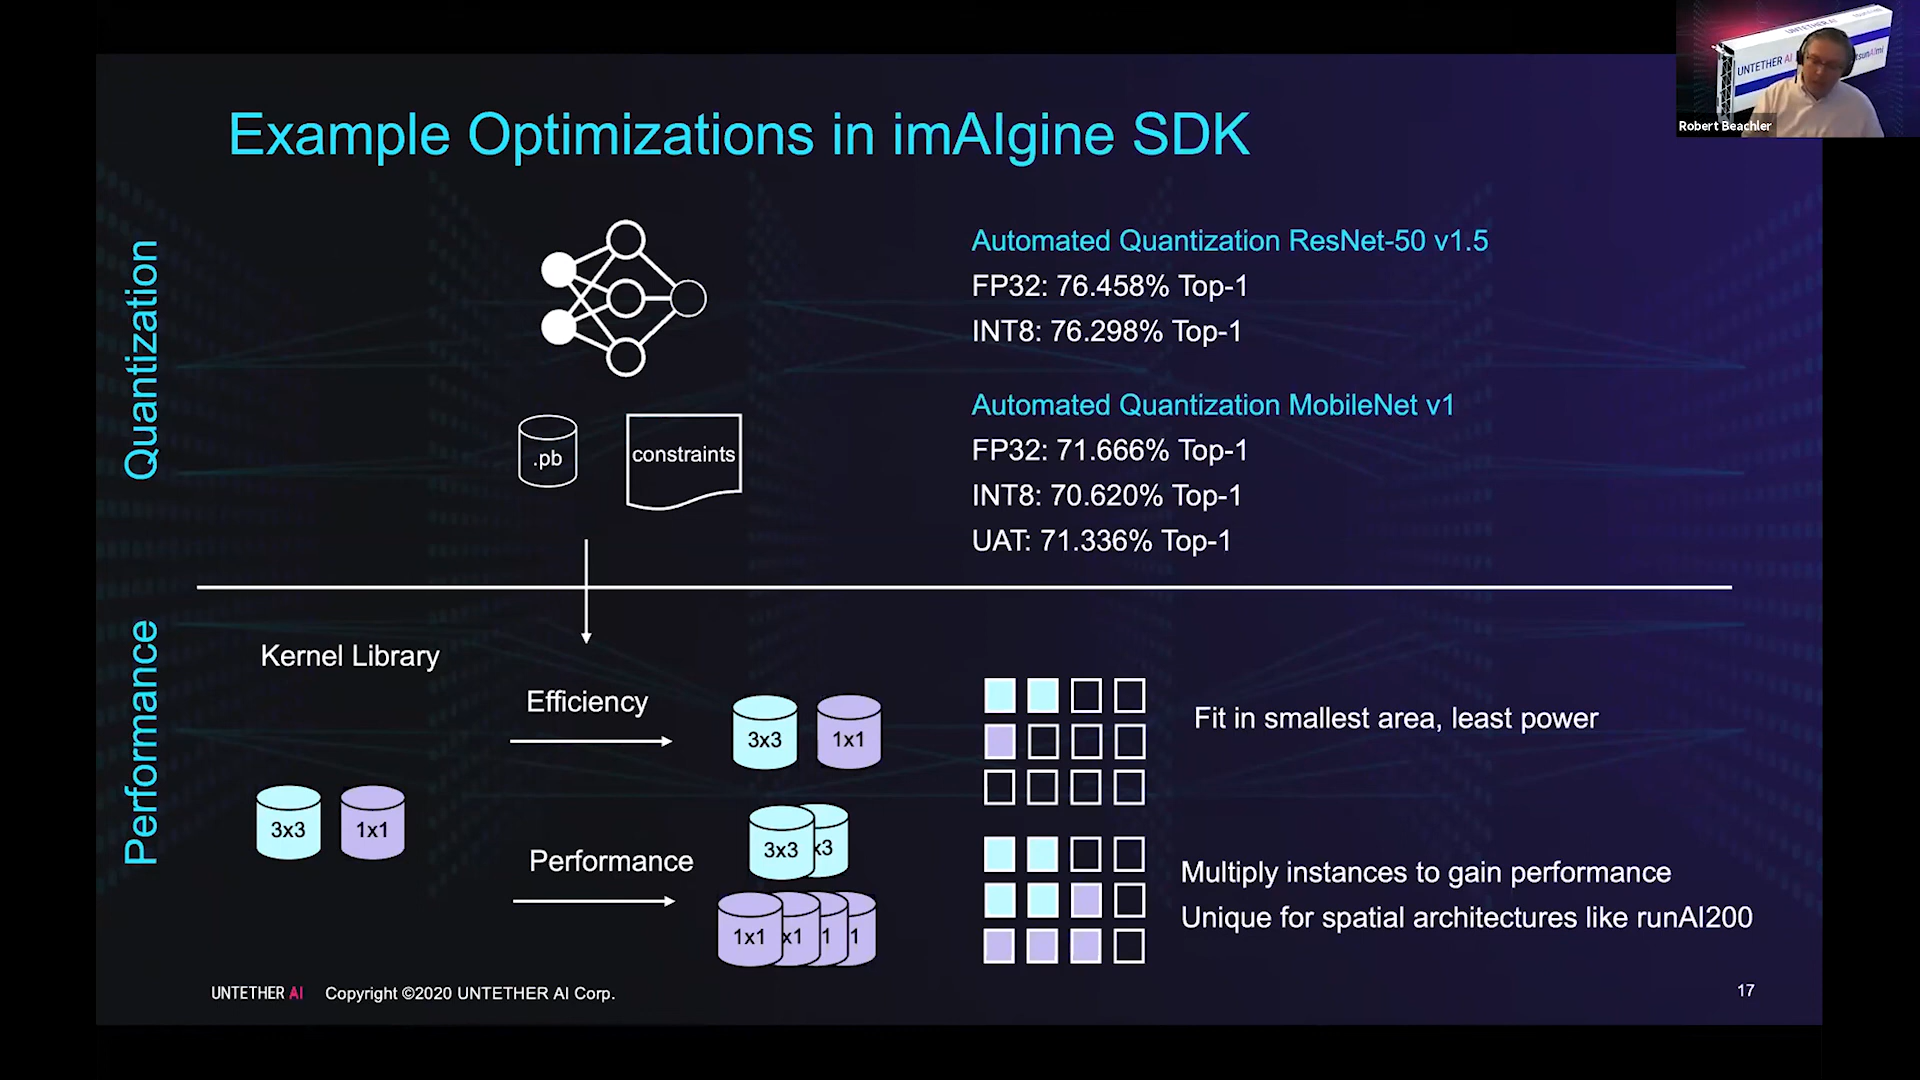 UNTETHER AI
UNTETHER AI
Robert Beachler
Example Optimizations in imAIgine SDK
Quantization
Automated Quantization ResNet-50 v1.5
FP32: 76.458% Top-1
INT8: 76.298% Top-1
.pb
constraints
Automated Quantization MobileNet v1
FP32: 71.666% Top-1
INT8: 70.620% Top-1
UAT: 71.336% Top-1
Performance
Kernel Library
3x3
1x1
Efficiency
3x3
1x1
Fit in smallest area, least power
Performance
3x3
x3
1x1
x1
1
1
Multiply instances to gain performance
Unique for spatial architectures like runAI200
UNTETHER AI Copyright ©2020 UNTETHER AI Corp.
17